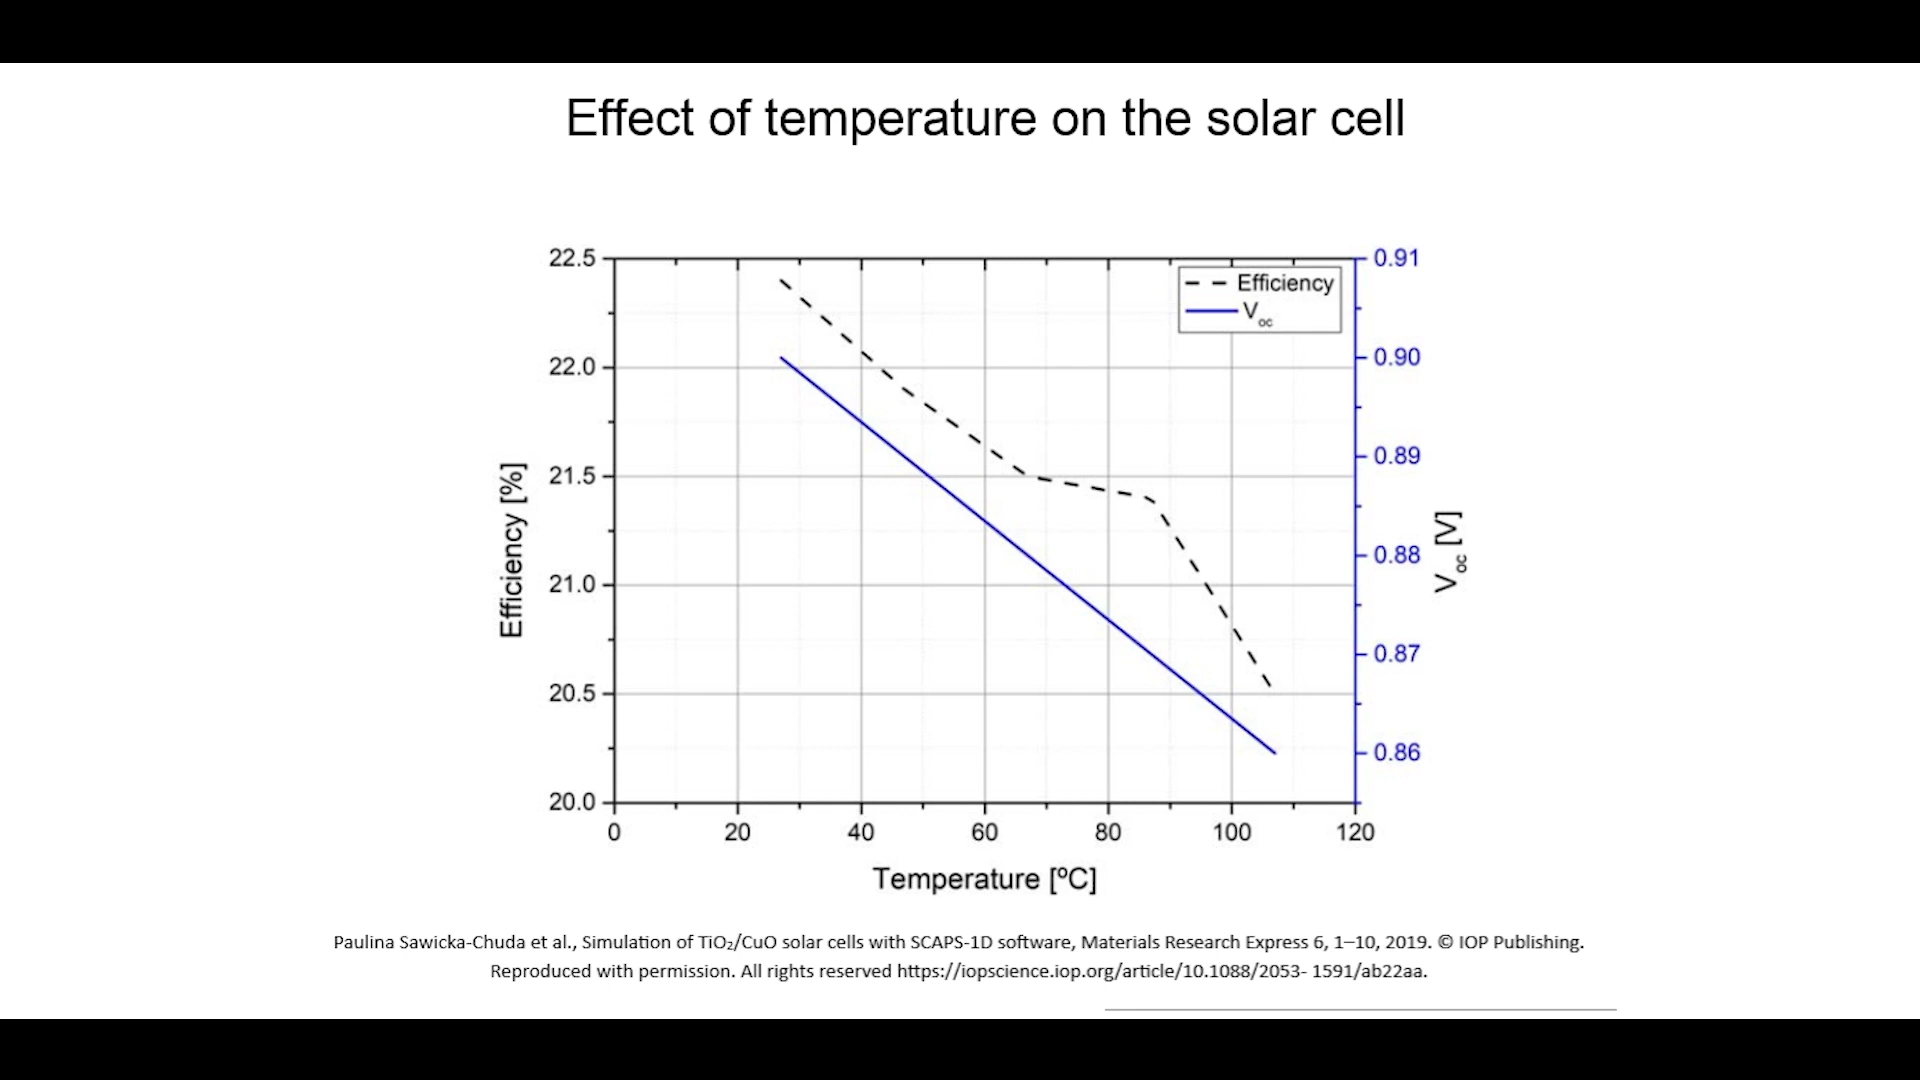 Effect of temperature on the solar cell
22.5
22.0
21.5
21.0
20.5
20.0
Efficiency [%]
Efficiency
Voc
0.91
0.90
0.89
0.88
0.87
0.86
Voc [V]
0 20 40 60 80 100 120
Temperature [ºC]
Paulina Sawicka-Chuda et al., Simulation of TiO₂/CuO solar cells with SCAPS-1D software, Materials Research Express 6, 1–10, 2019. © IOP Publishing.
Reproduced with permission. All rights reserved https://iopscience.iop.org/article/10.1088/2053- 1591/ab22aa.